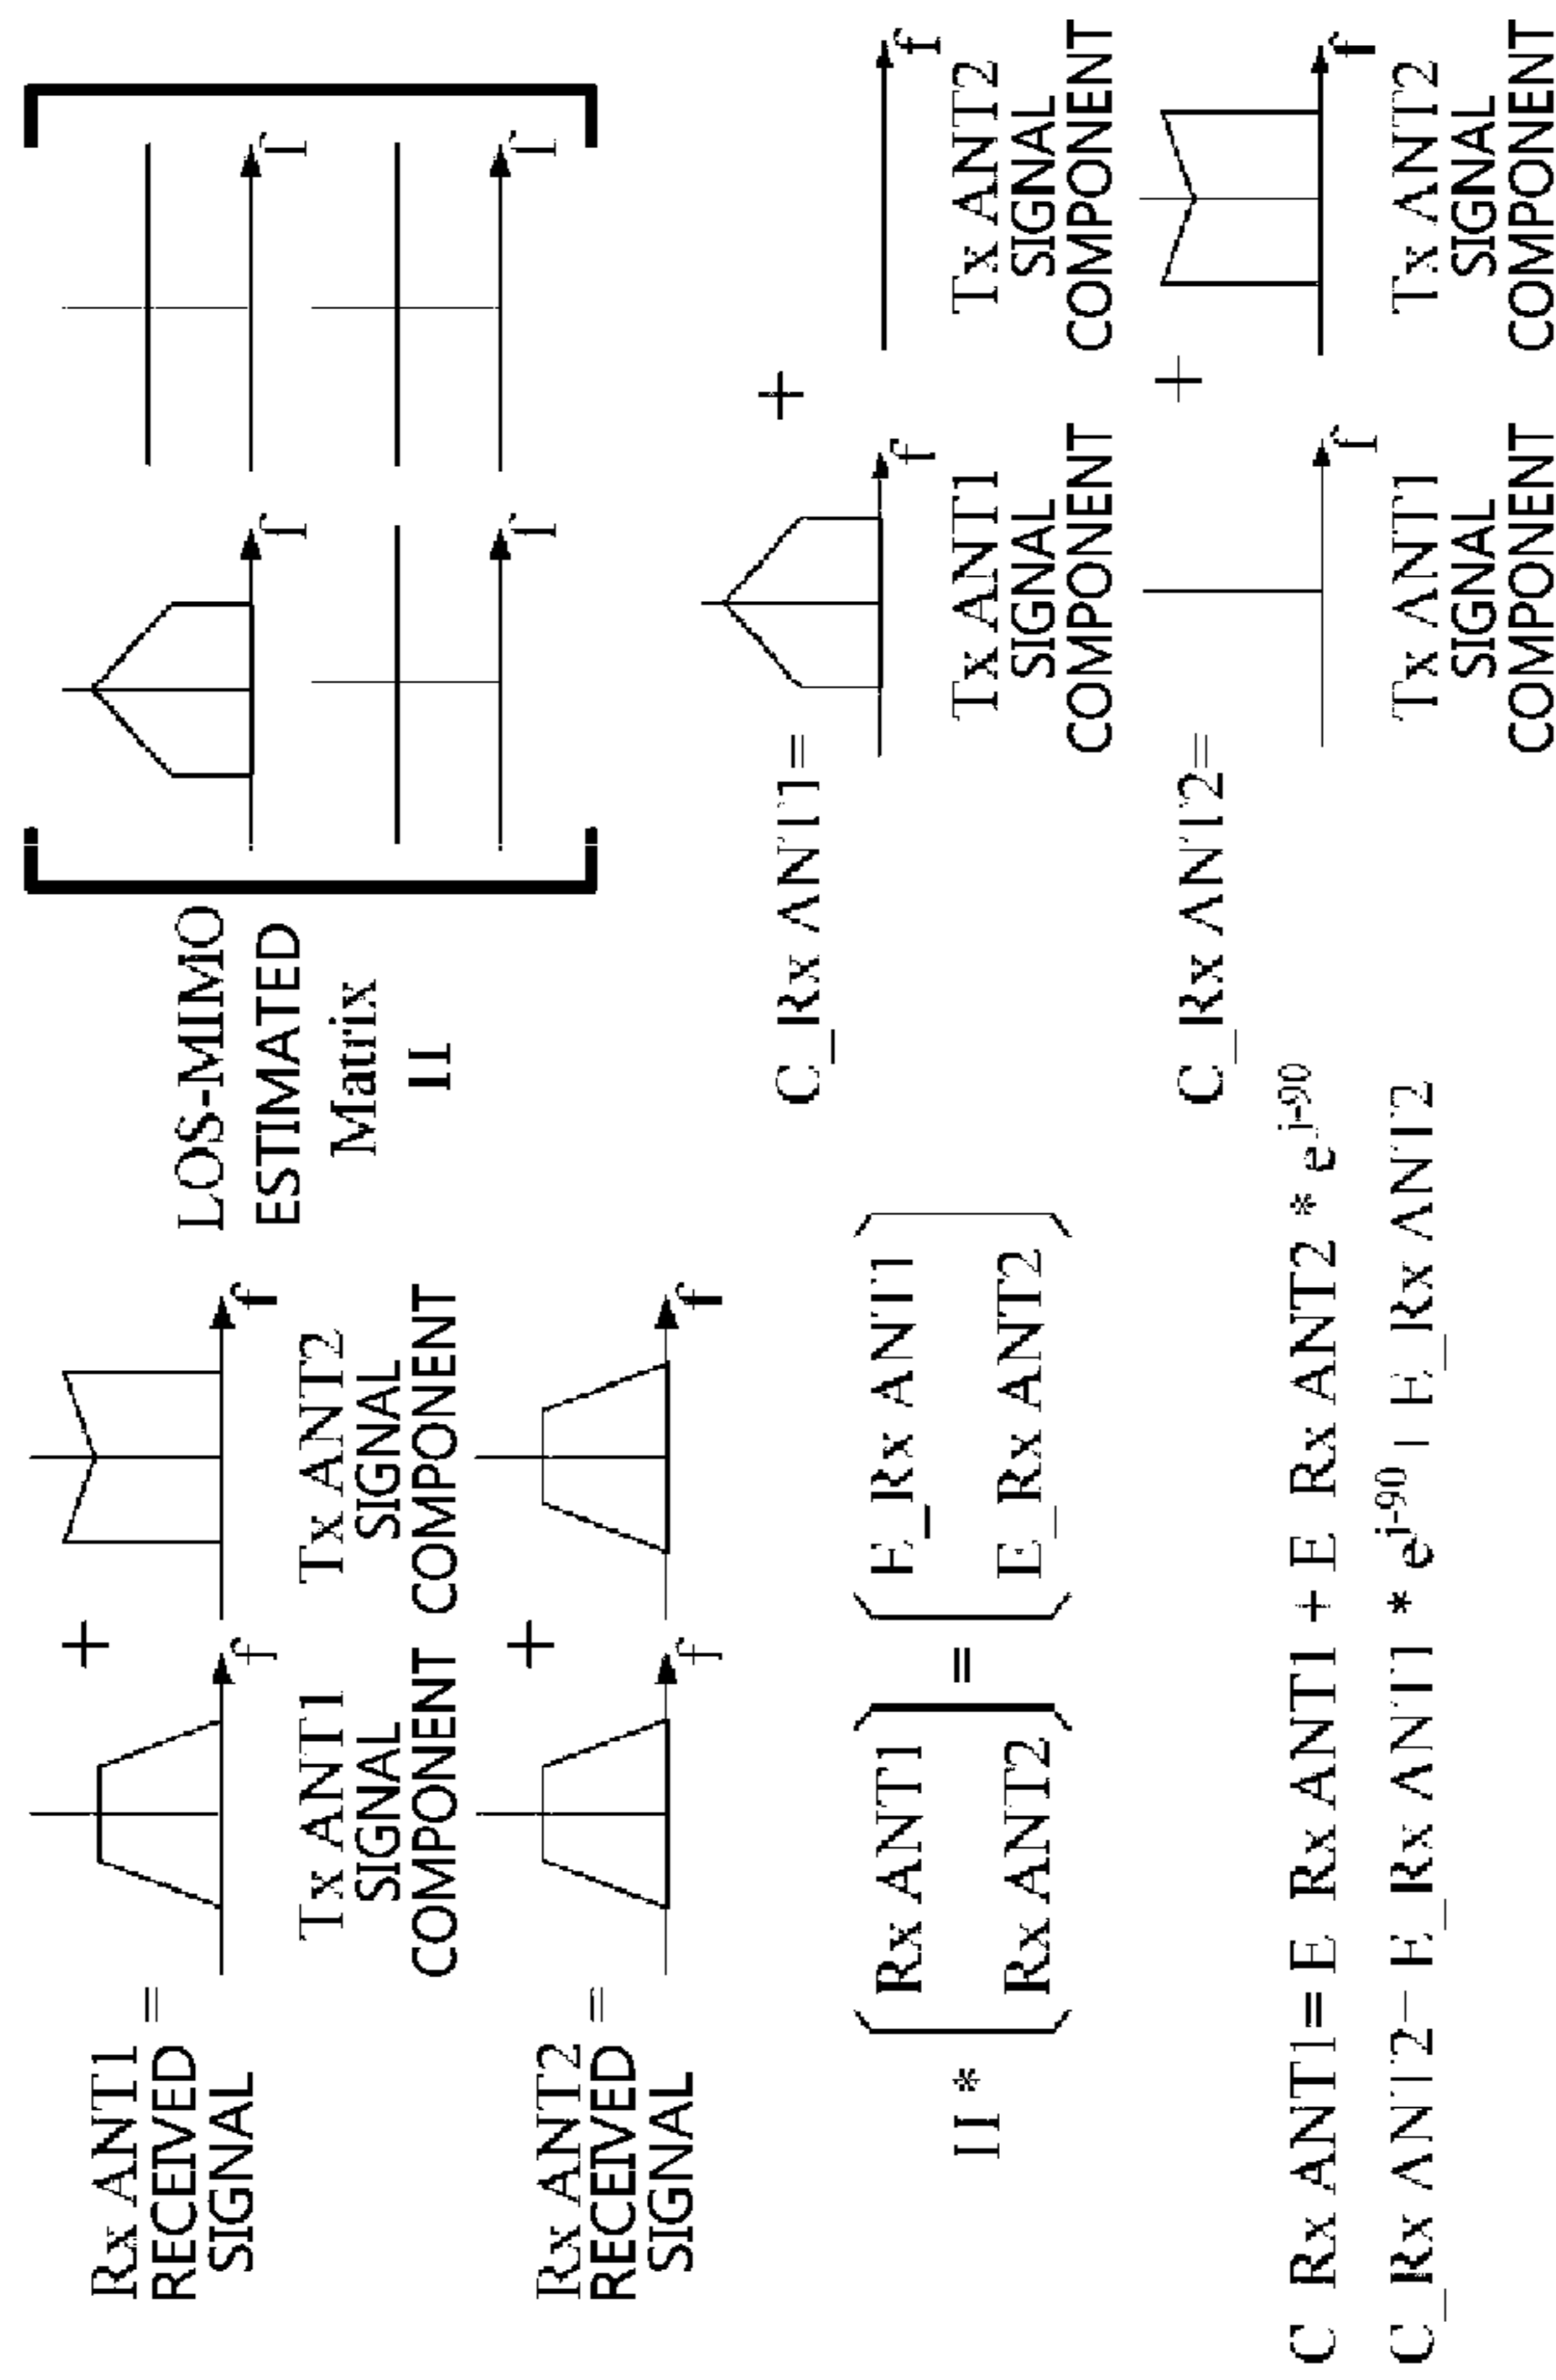 Rx ANT1 =
RECEIVED
SIGNAL
+
f
f
Tx ANT1
SIGNAL
COMPONENT
Tx ANT2
SIGNAL
COMPONENT
Rx ANT2 =
RECEIVED
SIGNAL
+
f
f
H * ( Rx ANT1 ) = ( E_Rx ANT1 )
Rx ANT2 E_Rx ANT2
C_Rx ANT1= E_Rx ANT1 + E_Rx ANT2 * e^j-90
C_Rx ANT2= E_Rx ANT1 * e^j-90 + E_Rx ANT2
LOS-MIMO
ESTIMATED
Matrix
H
f
f
f
f
C_Rx ANT1=
+
f
f
Tx ANT1
SIGNAL
COMPONENT
Tx ANT2
SIGNAL
COMPONENT
C_Rx ANT2=
+
f
f
Tx ANT1
SIGNAL
COMPONENT
Tx ANT2
SIGNAL
COMPONENT